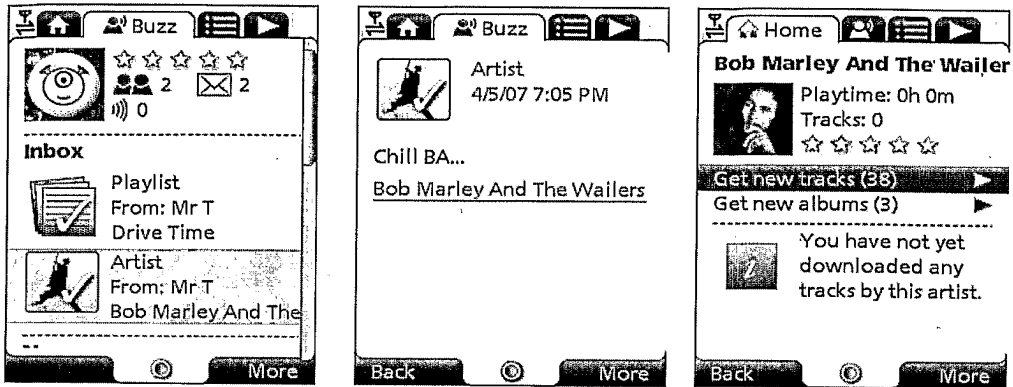 Buzz
2
2
0
Inbox
Playlist
From: Mr T
Drive Time
Artist
From: Mr T
Bob Marley And The
More
Buzz
Artist
4/5/07 7:05 PM
Chill BA...
Bob Marley And The Wailers
Back
More
Home
Bob Marley And The Wailer
Playtime: 0h 0m
Tracks: 0
Get new tracks (38)
Get new albums (3)
i
You have not yet
downloaded any
tracks by this artist.
Back
More